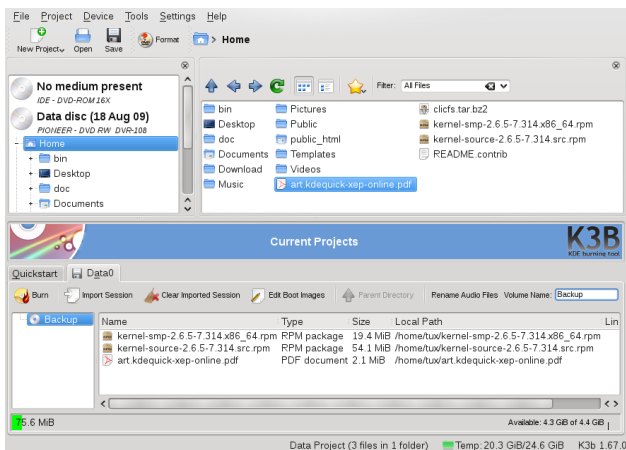 File Project Device Tools Settings Help
New Project Open Save Format > Home
No medium present
IDE - DVD-ROM 16X
Data disc (18 Aug 09)
PIONEER - DVD RW DVR-108
Home
bin
Desktop
doc
Documents
Filter: All Files
bin Pictures clicfs.tar.bz2
Desktop Public kernel-smp-2.6.5-7.314.x86_64.rpm
doc public_html kernel-source-2.6.5-7.314.src.rpm
Documents Templates README.contrib
Download Videos
Music art.kdequick-xep-online.pdf
Current Projects
K3B
KDE burning tool
Quickstart Data0
Burn Import Session Clear Imported Session Edit Boot Images Parent Directory Rename Audio Files Volume Name: Backup
Backup
Name Type Size Local Path Lin
kernel-smp-2.6.5-7.314.x86_64.rpm RPM package 19.4 MiB /home/tux/kernel-smp-2.6.5-7.314.x86_64.rpm
kernel-source-2.6.5-7.314.src.rpm RPM package 54.1 MiB /home/tux/kernel-source-2.6.5-7.314.src.rpm
art.kdequick-xep-online.pdf PDF document 2.1 MiB /home/tux/art.kdequick-xep-online.pdf
75.6 MiB Available: 4.3 GiB of 4.4 GiB
Data Project (3 files in 1 folder) Temp: 20.3 GiB/24.6 GiB K3b 1.67.0